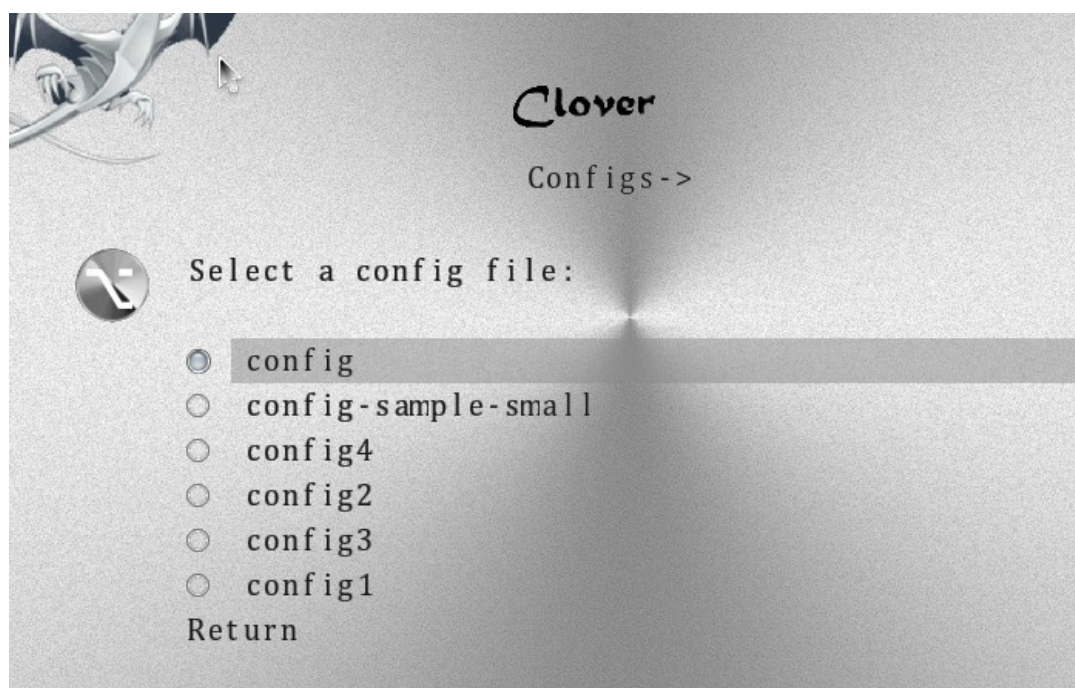 Clover
Configs->
Select a config file:
config
config-sample-small
config4
config2
config3
config1
Return